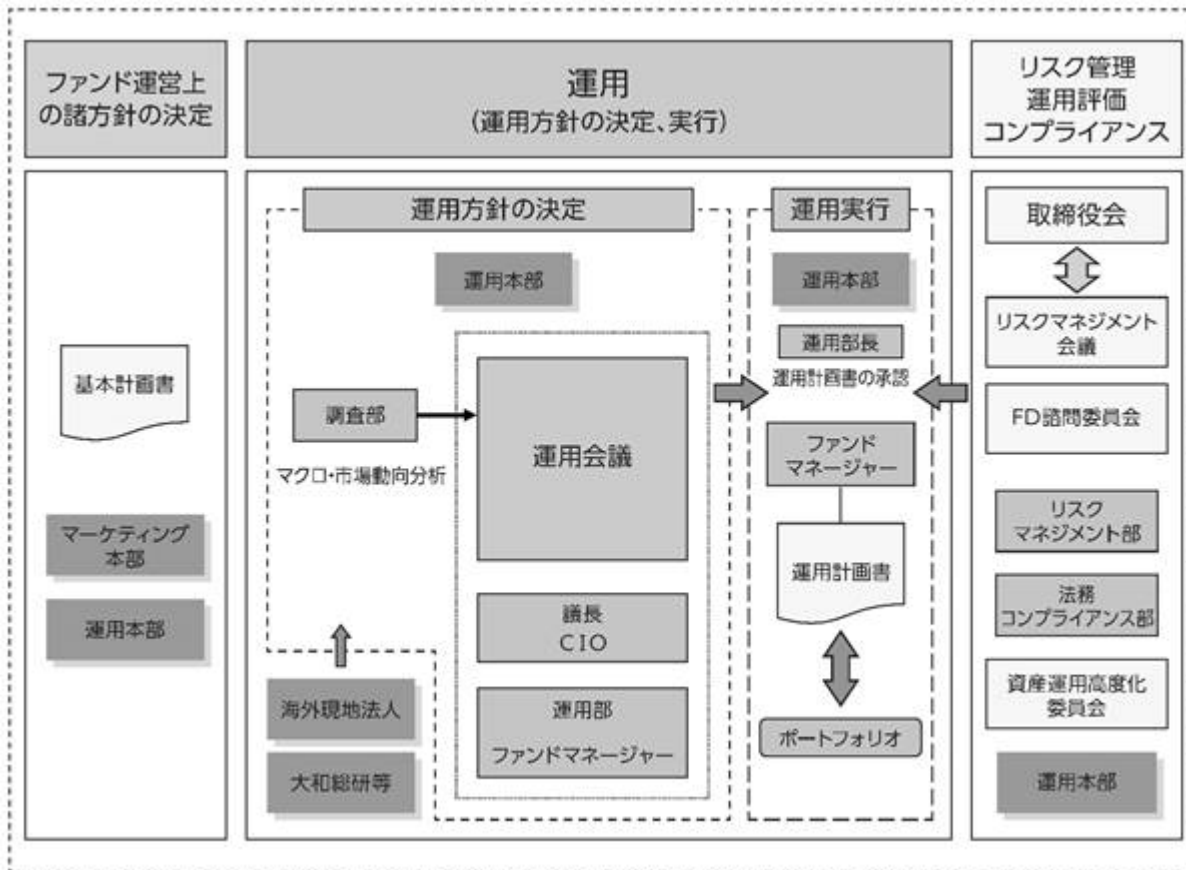 ファンド運営上
の諸方針の決定
運用
(運用方針の決定、実行)
リスク管理
運用評価
コンプライアンス
基本計画書
マーケティング
本部
運用本部
運用方針の決定
運用本部
調査部
マクロ・市場動向分析
運用会議
議長
CIO
運用部
ファンドマネージャー
海外現地法人
大和総研等
運用実行
運用本部
運用部長
運用計画書の承認
ファンド
マネージャー
運用計画書
ポートフォリオ
取締役会
リスクマネジメント
会議
FD諮問委員会
リスク
マネジメント部
法務
コンプライアンス部
資産運用高度化
委員会
運用本部